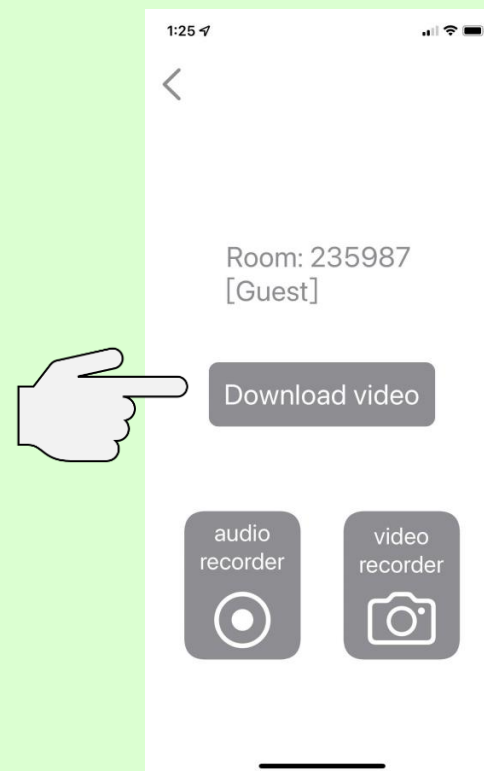 1:25
Room: 235987
[Guest]
Download video
audio
recorder
video
recorder